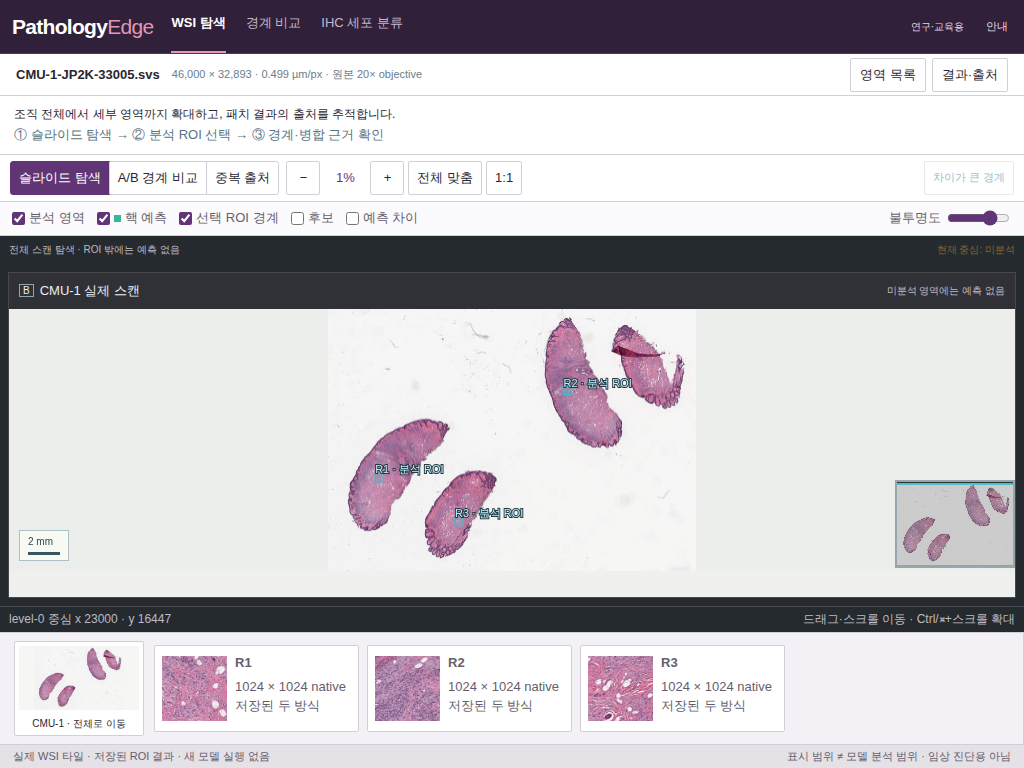 PathologyEdge WSI 탐색 경계 비교 IHC 세포 분류 연구·교육용 안내
CMU-1-JP2K-33005.svs 46,000 × 32,893 · 0.499 µm/px · 원본 20× objective 영역 목록 결과·출처
조직 전체에서 세부 영역까지 확대하고, 패치 결과의 출처를 추적합니다.
① 슬라이드 탐색 → ② 분석 ROI 선택 → ③ 경계·병합 근거 확인
슬라이드 탐색 A/B 경계 비교 중복 출처 − 1% + 전체 맞춤 1:1 차이가 큰 경계
분석 영역 핵 예측 선택 ROI 경계 후보 예측 차이 불투명도
전체 스캔 탐색 · ROI 밖에는 예측 없음 현재 중심: 미분석
B CMU-1 실제 스캔 미분석 영역에는 예측 없음
R2 · 분석 ROI
R1 · 분석 ROI
R3 · 분석 ROI
2 mm
level-0 중심 x 23000 · y 16447 드래그·스크롤 이동 · Ctrl/⌘+스크롤 확대
CMU-1 · 전체로 이동
R1
1024 × 1024 native
저장된 두 방식
R2
1024 × 1024 native
저장된 두 방식
R3
1024 × 1024 native
저장된 두 방식
실제 WSI 타일 · 저장된 ROI 결과 · 새 모델 실행 없음 표시 범위 ≠ 모델 분석 범위 · 임상 진단용 아님